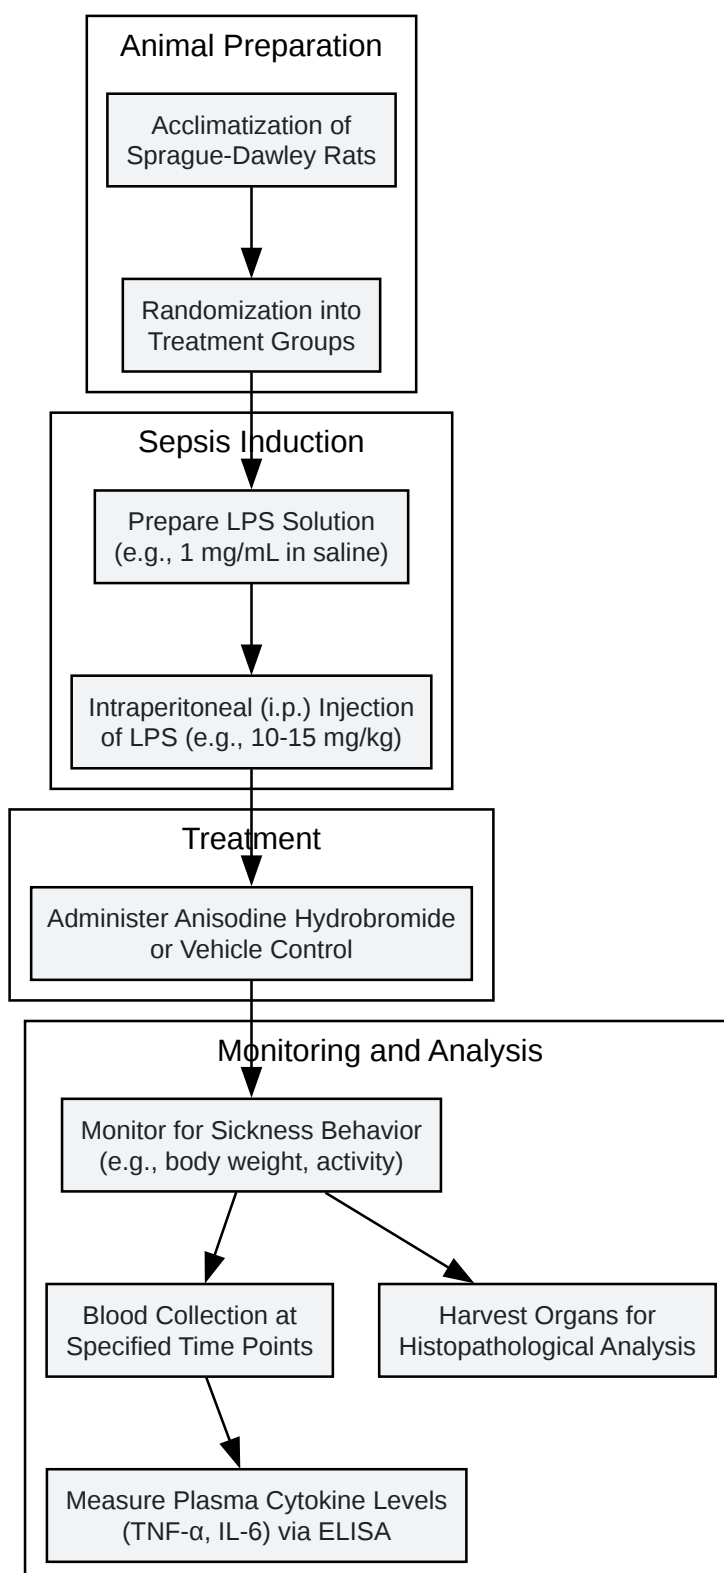 Animal Preparation
Acclimatization of
Sprague-Dawley Rats
Randomization into
Treatment Groups
Sepsis Induction
Prepare LPS Solution
(e.g., 1 mg/mL in saline)
Intraperitoneal (i.p.) Injection
of LPS (e.g., 10-15 mg/kg)
Treatment
Administer Anisodine Hydrobromide
or Vehicle Control
Monitoring and Analysis
Monitor for Sickness Behavior
(e.g., body weight, activity)
Blood Collection at
Specified Time Points
Harvest Organs for
Histopathological Analysis
Measure Plasma Cytokine Levels
(TNF-α, IL-6) via ELISA